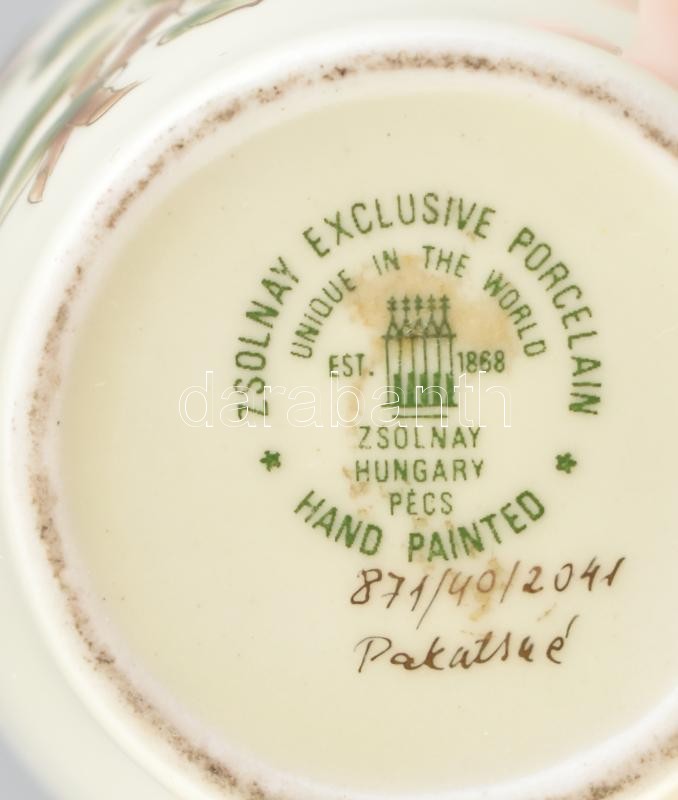 ZSOLNAY EXCLUSIVE PORCELAIN
UNIQUE IN THE WORLD
EST. 1868
darabanth
ZSOLNAY
HUNGARY
PÉCS
HAND PAINTED
871/40/2041
Pakatsné